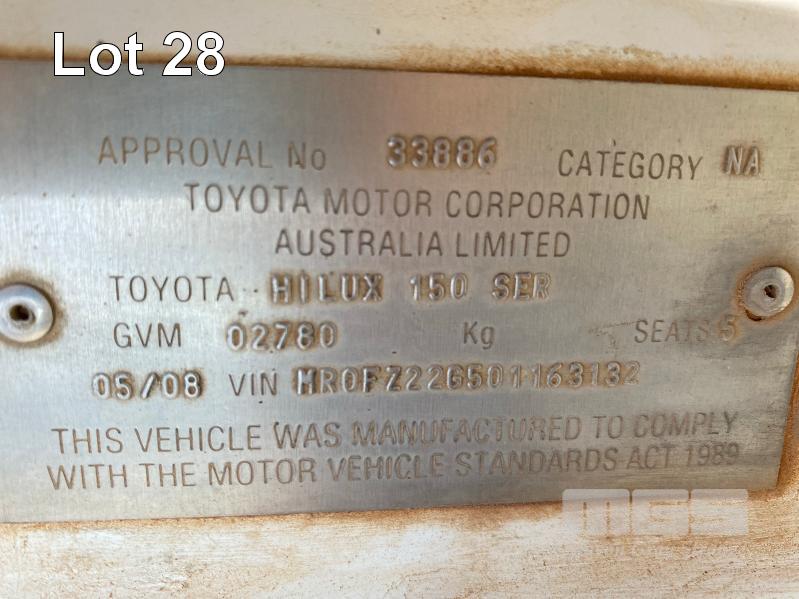 Lot 28
APPROVAL No 33886 CATEGORY NA
TOYOTA MOTOR CORPORATION
AUSTRALIA LIMITED
TOYOTA HILUX 150 SER
GVM 02780 Kg SEATS 5
05/08 VIN MR0FZ22G501163132
THIS VEHICLE WAS MANUFACTURED TO COMPLY
WITH THE MOTOR VEHICLE STANDARDS ACT 1989
MGS